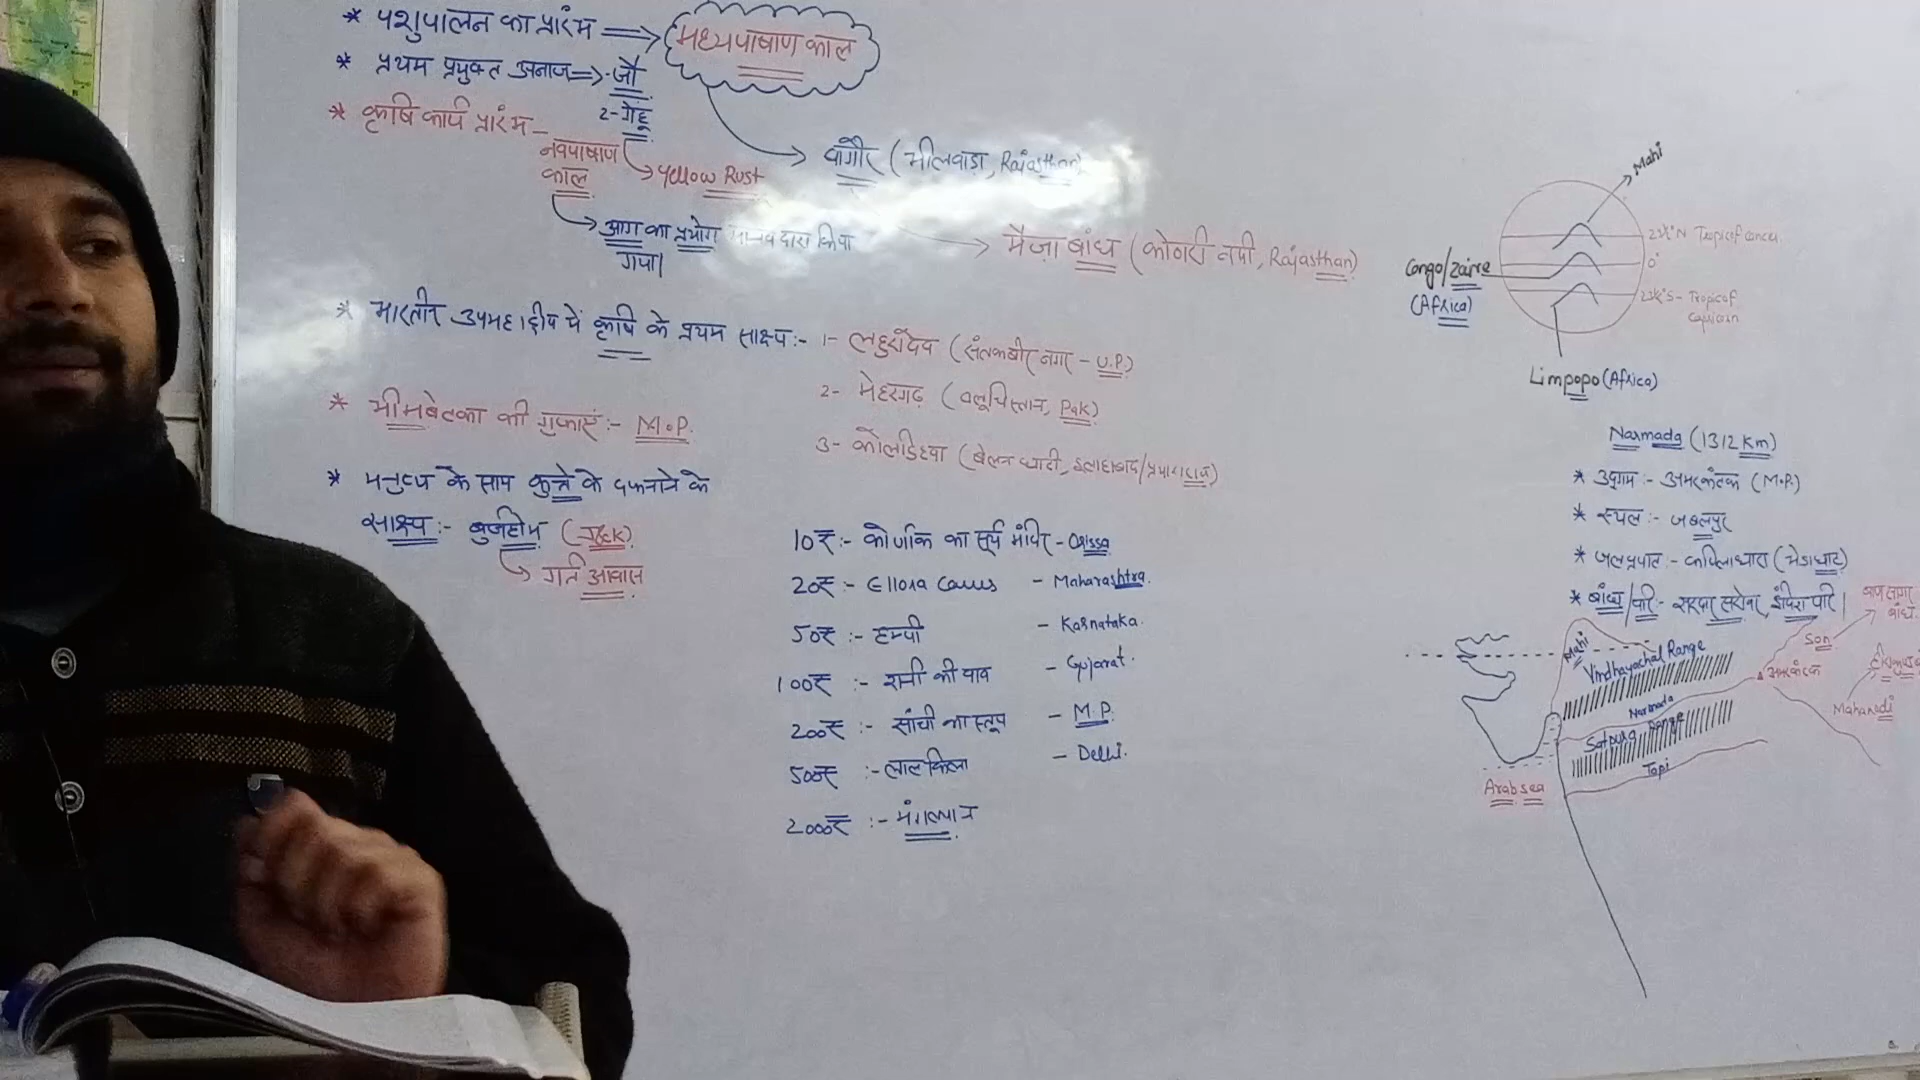 * पशुपालन का प्रारंभ ⇒ मध्यपाषाण काल
* प्रथम प्रयुक्त अनाज ⇒ जौ
2- गेंहू
* कृषि कार्य प्रारंभ -
नवपाषाण काल
→ Yellow Rust
→ बागौर (भीलवाड़ा, Rajasthan)
→ आग का प्रयोग मानव द्वारा किया गया।
→ मैज़ा बांध (कोठारी नदी, Rajasthan)
* भारतीय उपमहाद्वीप में कृषि के प्रथम साक्ष्य :- 1- लहुरादेव (संतकबीर नगर - U.P.)
2- मेहरगढ़ (बलूचिस्तान, Pak)
3- कोलडिहवा (बेलन घाटी, इलाहाबाद/प्रयागराज)
* भीमबेटका की गुफाएं :- M.P.
* मनुष्य के साथ कुत्ते के दफनाने के
साक्ष्य :- बुर्जहोम (J&K)
→ गर्त आवास
10₹ :- कोर्णाक का सूर्य मंदिर - Orissa
20₹ :- Ellora Caves - Maharashtra.
50₹ :- हम्पी - Karnataka.
100₹ :- रानी की वाव - Gujarat.
200₹ :- सांची का स्तूप - M.P.
500₹ :- लाल किला - Delhi.
2000₹ :- मंगलयान
Mahi
23½°N Tropic of cancer
0°
23½°S - Tropic of Capricorn
Congo/Zaire
(Africa)
Limpopo (Africa)
Narmada (1312 Km)
* उद्गम :- अमरकंटक (M.P.)
* स्थल :- जबलपुर
* जलप्रपात :- कपिलाधारा (भेड़ाघाट)
* बांध/परि :- सरदार सरोवर, इंदिरा परि
बाणसागर बांध
Son
Mahi
Vindhayachal Range
अमरकंटक
Narmada
Mahanadi
Satpura Range
Tapi
Arab sea